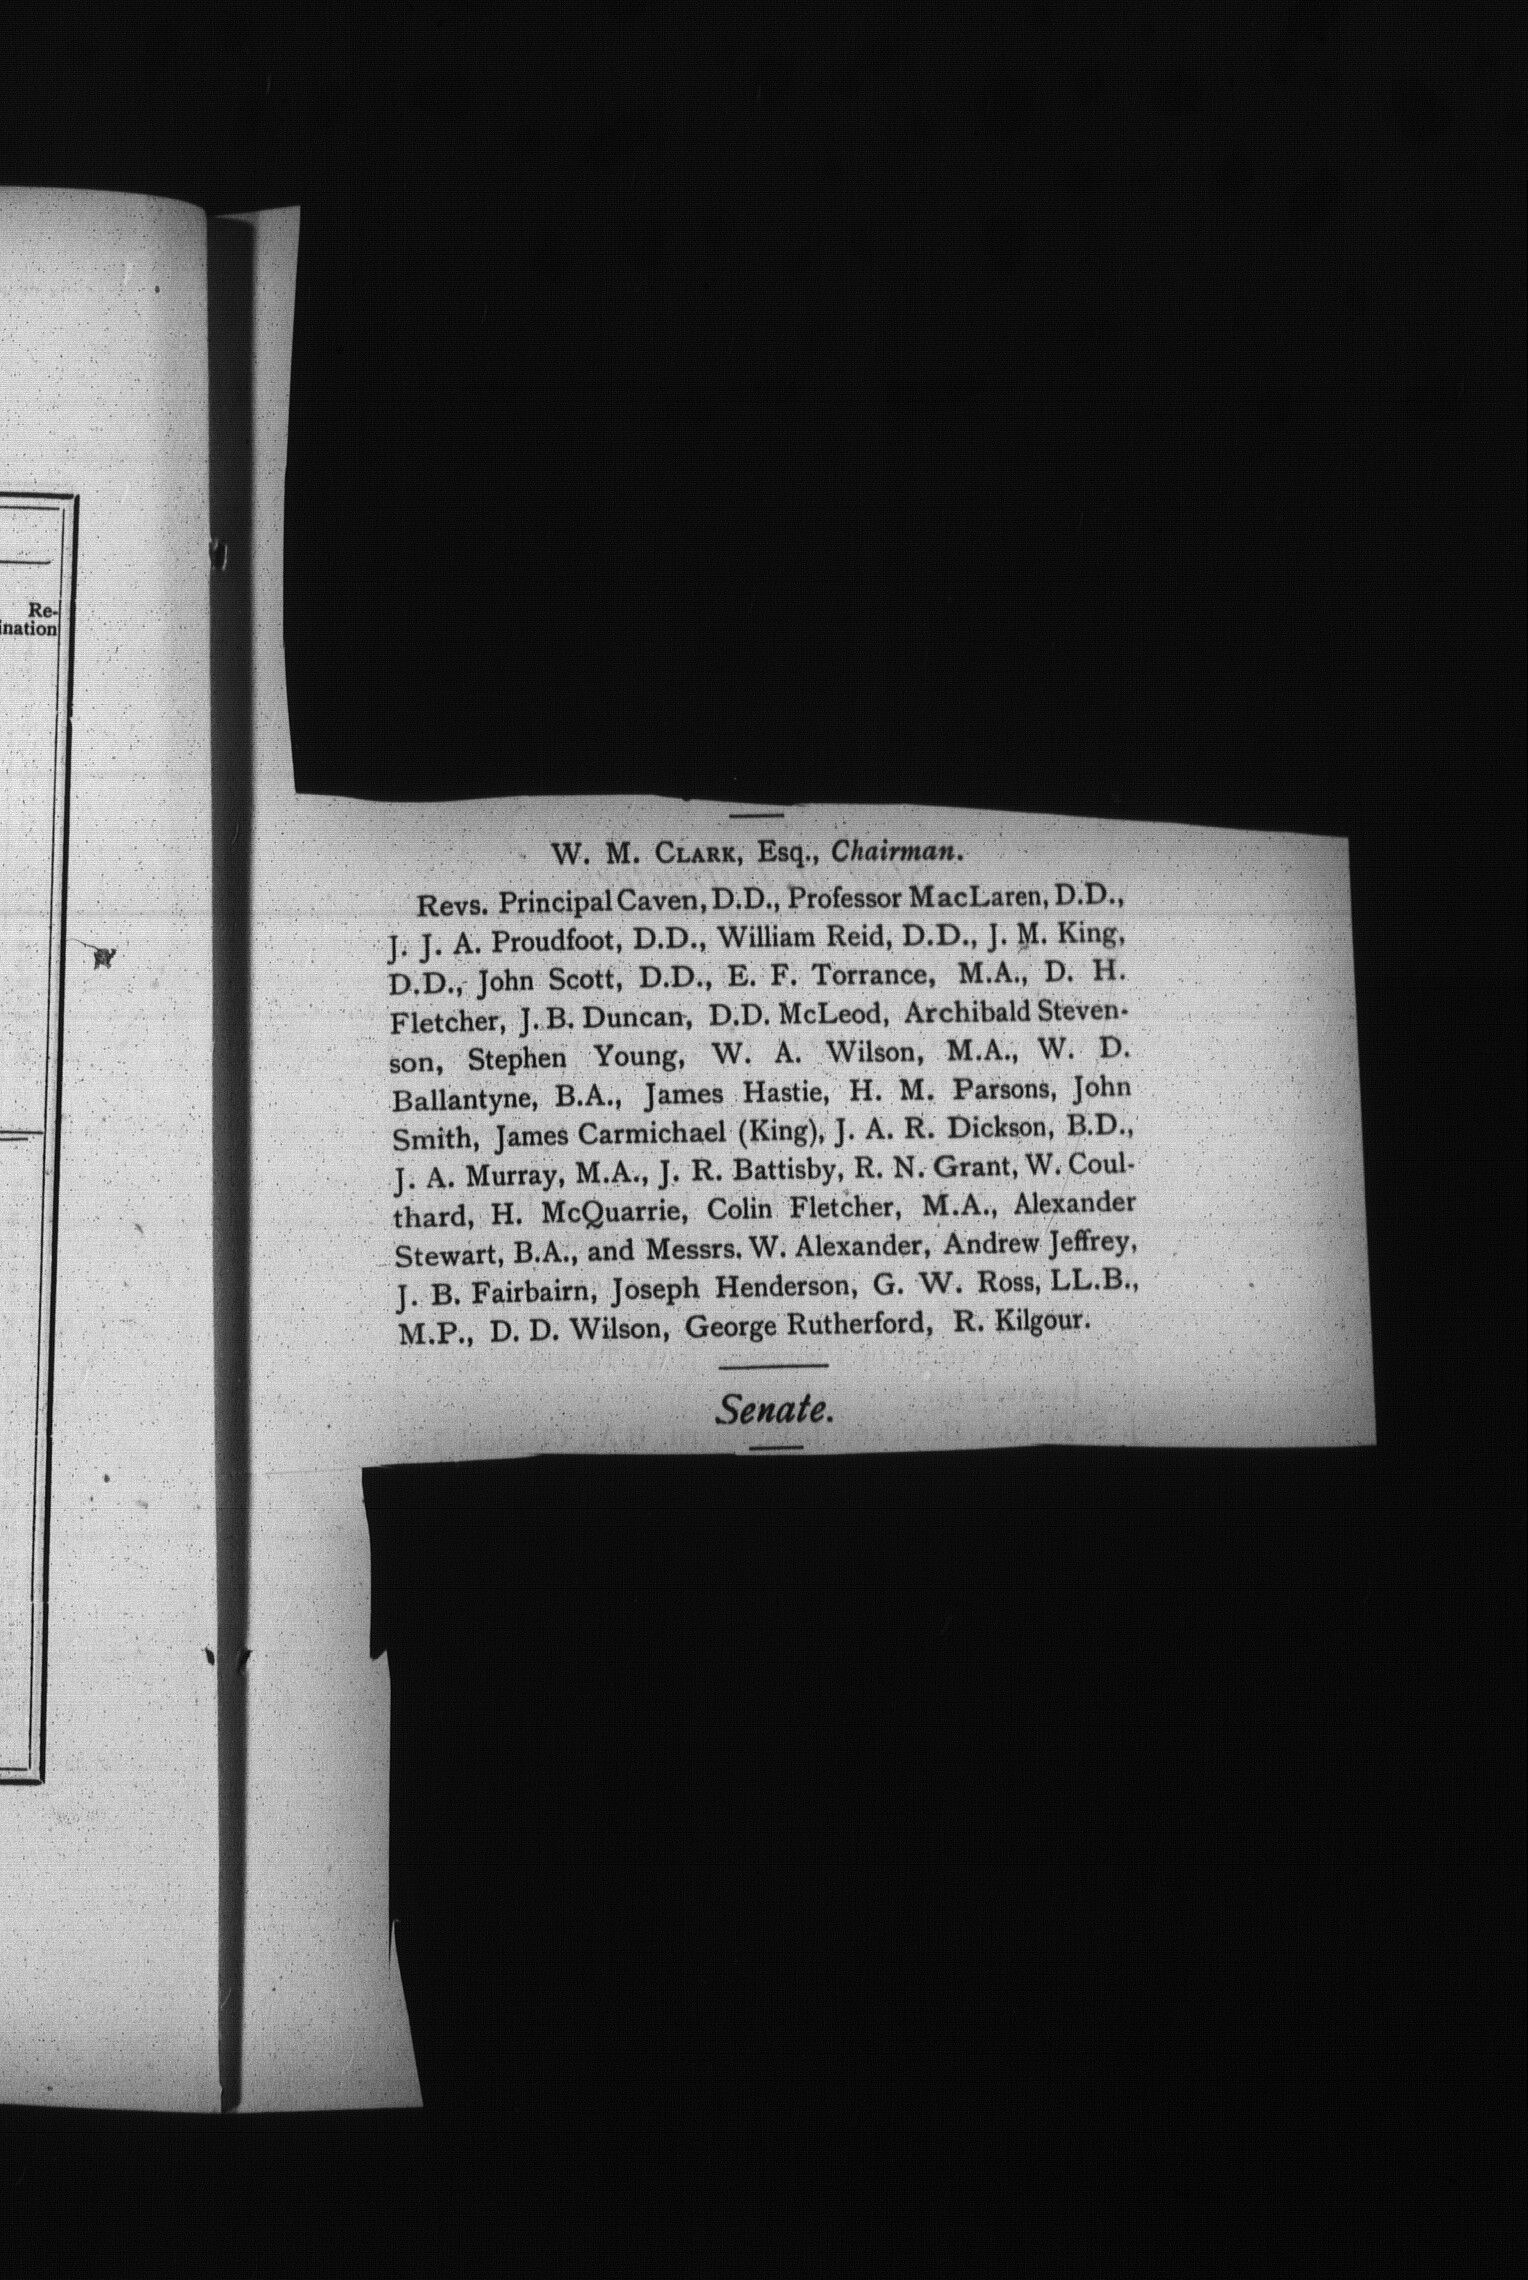 Re-
ination
W. M. CLARK, Esq., Chairman.
Revs. Principal Caven, D.D., Professor MacLaren, D.D.,
J. J. A. Proudfoot, D.D., William Reid, D.D., J. M. King,
D.D., John Scott, D.D., E. F. Torrance, M.A., D. H.
Fletcher, J. B. Duncan, D.D. McLeod, Archibald Steven-
son, Stephen Young, W. A. Wilson, M.A., W. D.
Ballantyne, B.A., James Hastie, H. M. Parsons, John
Smith, James Carmichael (King), J. A. R. Dickson, B.D.,
J. A. Murray, M.A., J. R. Battisby, R. N. Grant, W. Coul-
thard, H. McQuarrie, Colin Fletcher, M.A., Alexander
Stewart, B.A., and Messrs. W. Alexander, Andrew Jeffrey,
J. B. Fairbairn, Joseph Henderson, G. W. Ross, LL.B.,
M.P., D. D. Wilson, George Rutherford, R. Kilgour.
Senate.